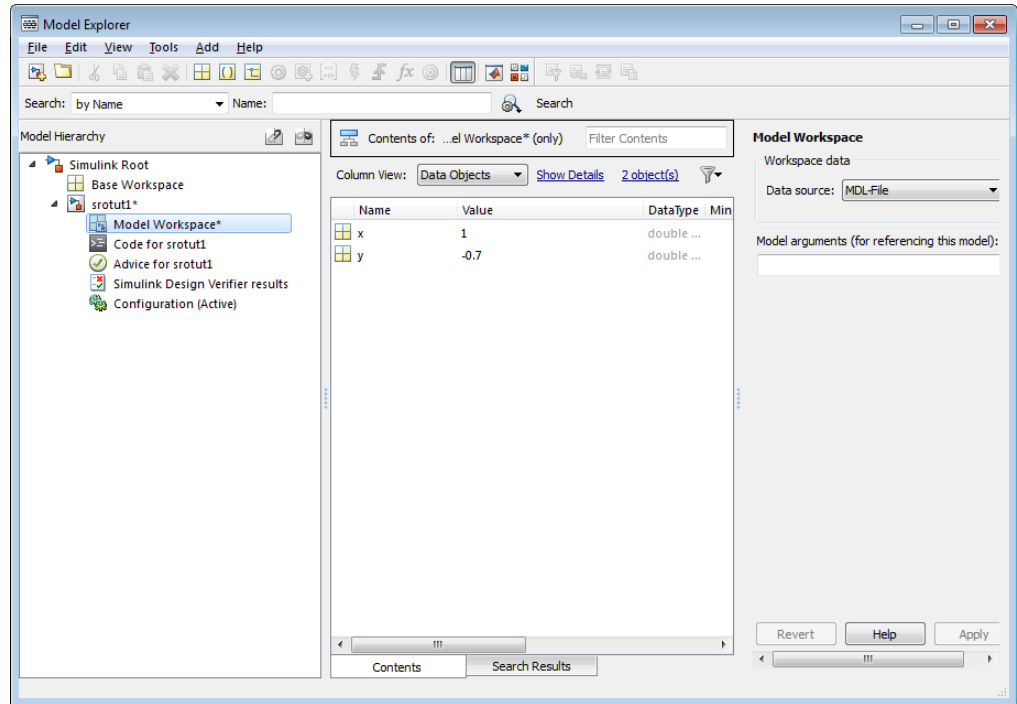 Model Explorer
File Edit View Tools Add Help
fx
Search: by Name Name: Search
Model Hierarchy
Simulink Root
Base Workspace
srotut1*
Model Workspace*
Code for srotut1
Advice for srotut1
Simulink Design Verifier results
Configuration (Active)
Contents of: ...el Workspace* (only) Filter Contents
Column View: Data Objects Show Details 2 object(s)
Name Value DataType Min
x 1 double ...
y -0.7 double ...
Contents Search Results
Model Workspace
Workspace data
Data source: MDL-File
Model arguments (for referencing this model):
Revert Help Apply